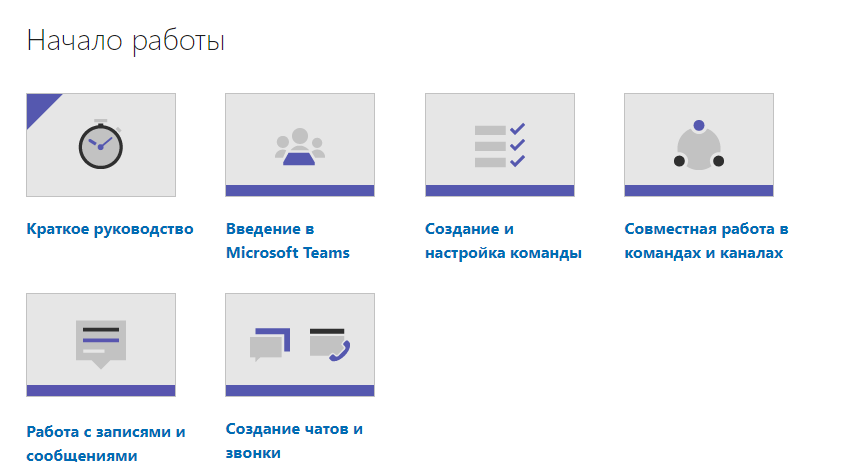 Начало работы
Краткое руководство
Введение в
Microsoft Teams
Создание и
настройка команды
Совместная работа в
командах и каналах
Работа с записями и
сообщениями
Создание чатов и
звонки